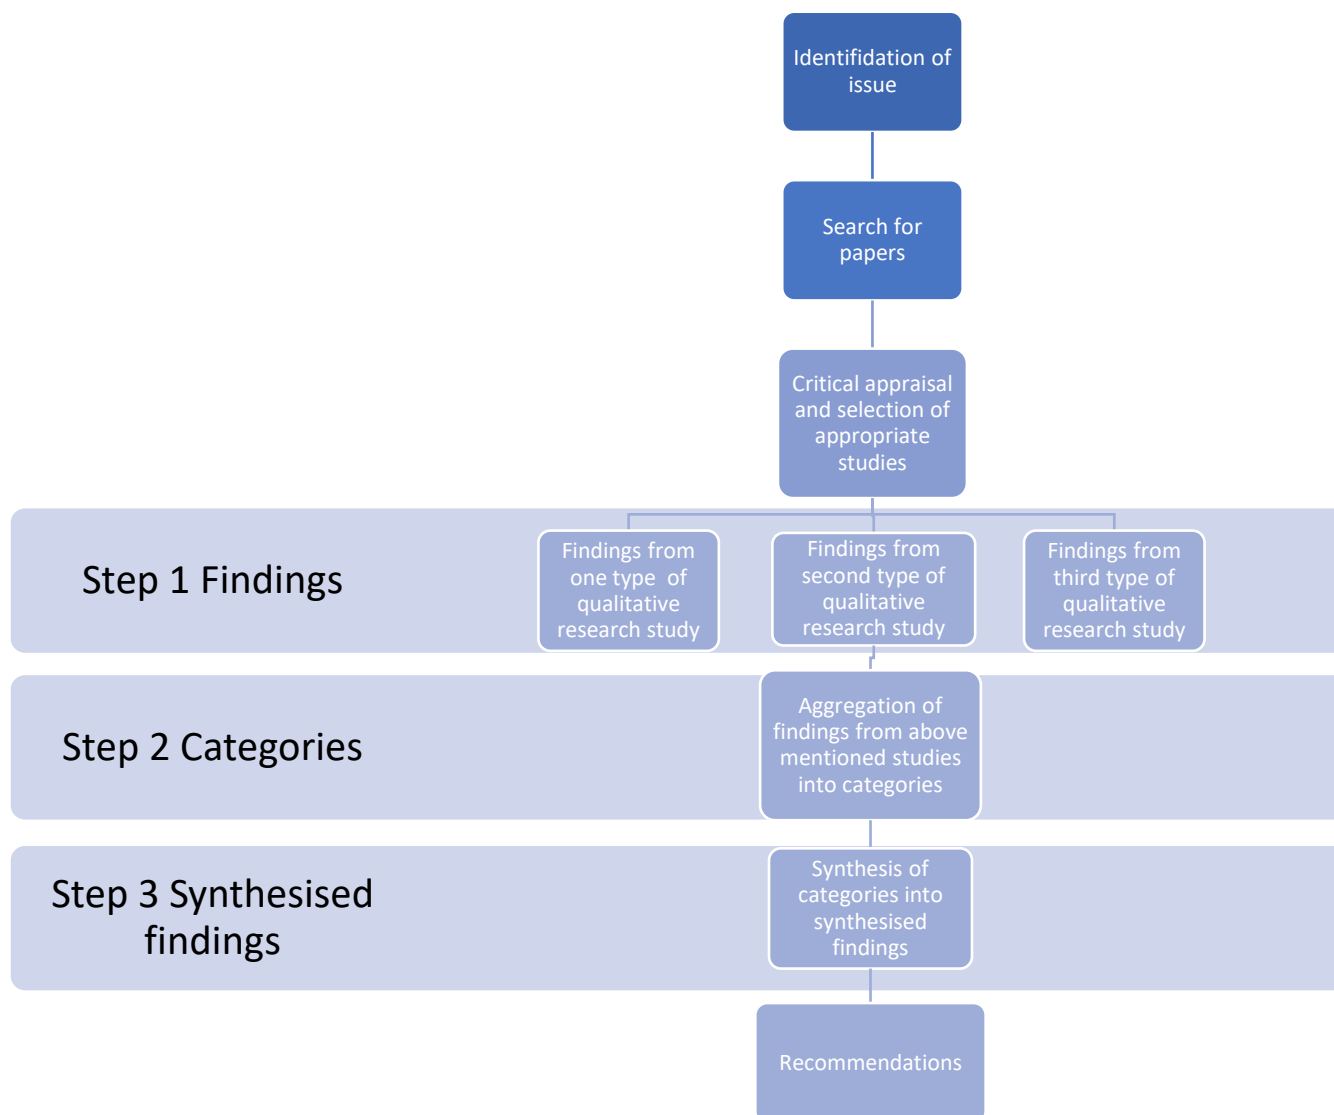 Identifidation of
issue
Search for
papers
Critical appraisal
and selection of
appropriate
studies
Step 1 Findings
Findings from
one type of
qualitative
research study
Findings from
second type of
qualitative
research study
Findings from
third type of
qualitative
research study
Step 2 Categories
Aggregation of
findings from above
mentioned studies
into categories
Step 3 Synthesised
findings
Synthesis of
categories into
synthesised
findings
Recommendations